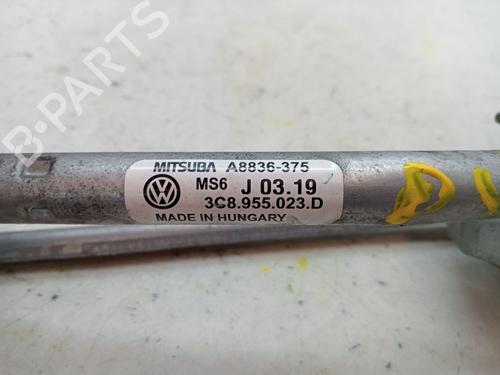 B-PARTS
MITSUBA A8836-375
MS6 J 03.19
3C8.955.023.D
MADE IN HUNGARY